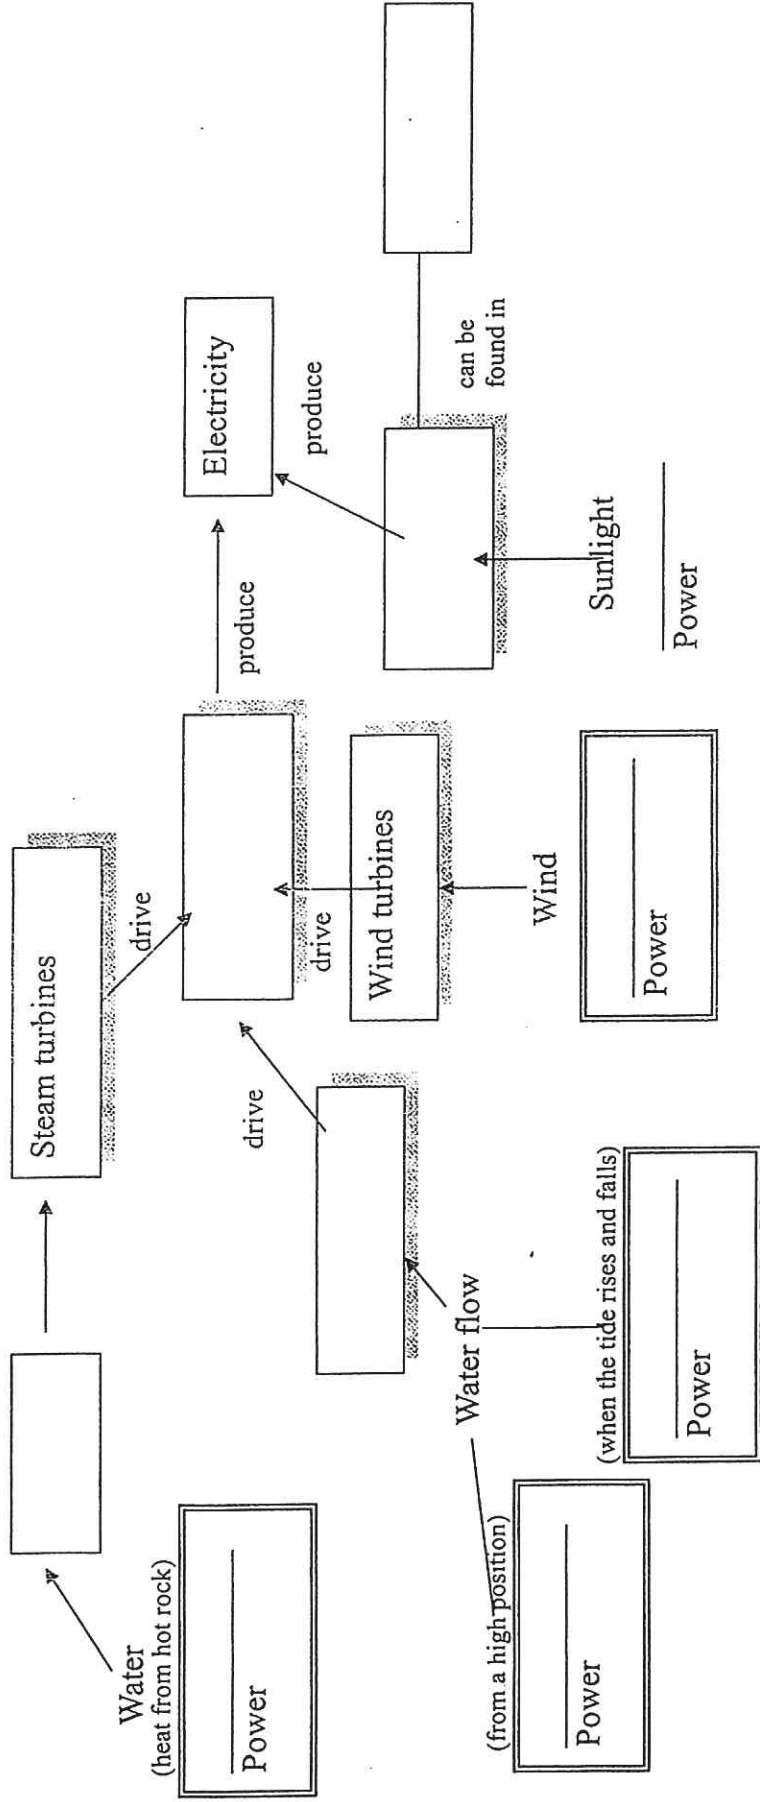 Steam turbines
drive
Water
(heat from hot rock)
Power
drive
produce
Electricity
Wind turbines
drive
produce
Water flow
(from a high position)
Power
(when the tide rises and falls)
Power
Wind
Power
can be
found in
Sunlight
Power